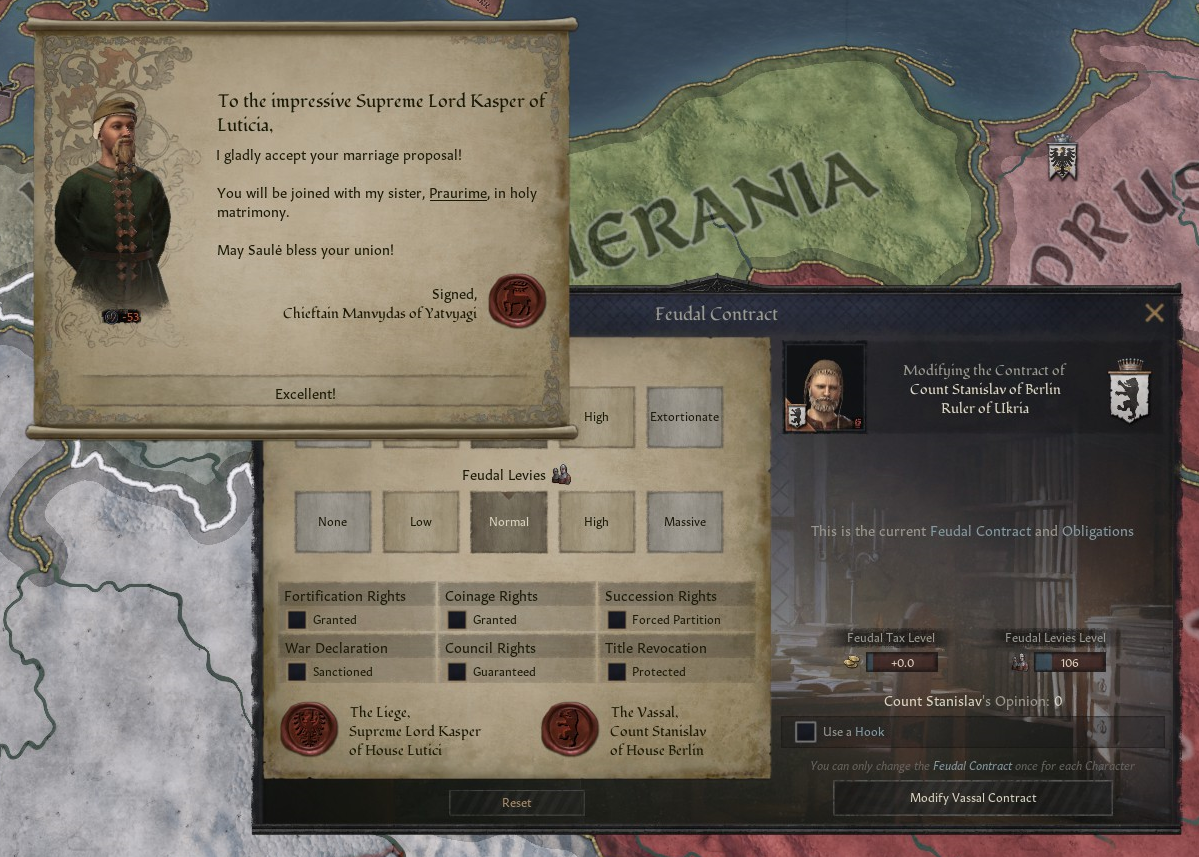 To the impressive Supreme Lord Kasper of
Luticia,
I gladly accept your marriage proposal!
You will be joined with my sister, Praurime, in holy
matrimony.
May Saulė bless your union!
Signed,
Chieftain Manvydas of Yatvyagi
-53
Excellent!
ERANIA
ORUS
Feudal Contract
High
Extortionate
Feudal Levies
None
Low
Normal
High
Massive
Fortification Rights
Coinage Rights
Succession Rights
Granted
Granted
Forced Partition
War Declaration
Council Rights
Title Revocation
Sanctioned
Guaranteed
Protected
The Liege,
Supreme Lord Kasper
of House Lutici
The Vassal,
Count Stanislav
of House Berlin
Reset
Modifying the Contract of
Count Stanislav of Berlin
Ruler of Ukria
This is the current Feudal Contract and Obligations
Feudal Tax Level
Feudal Levies Level
+0.0
106
Count Stanislav's Opinion: 0
Use a Hook
You can only change the Feudal Contract once for each Character
Modify Vassal Contract